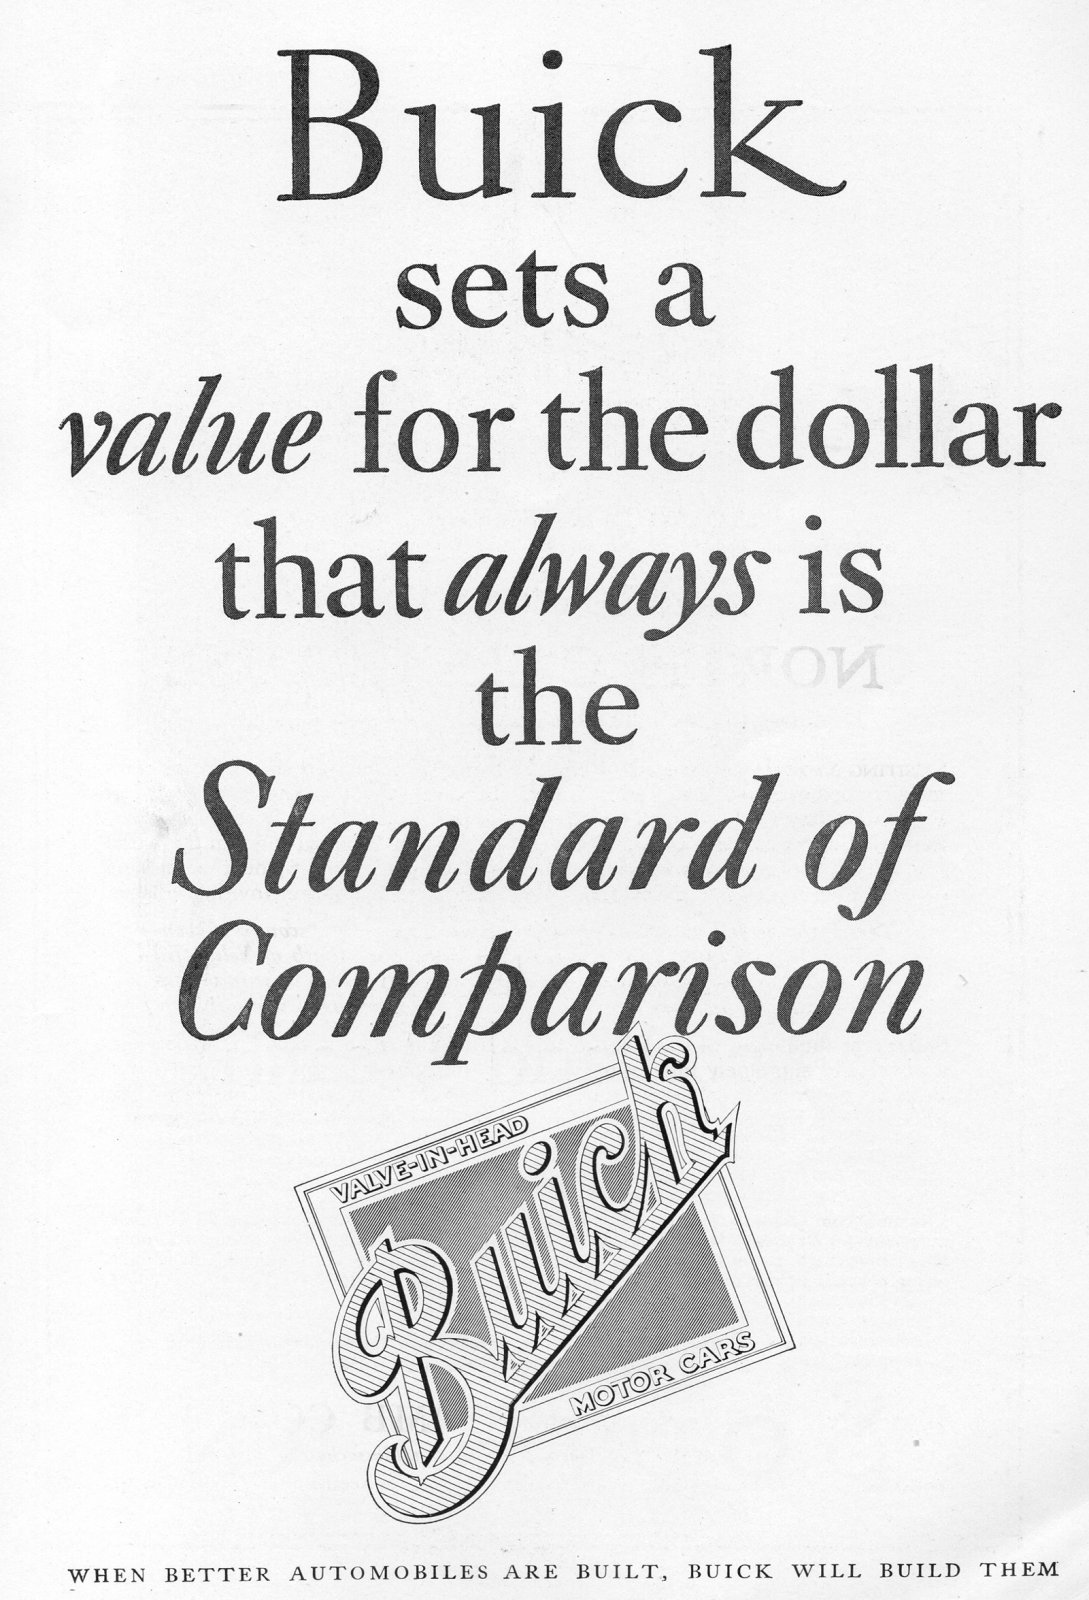 Buick
sets a
value for the dollar
that always is
the
Standard of
Comparison
VALVE-IN-HEAD
Buick
MOTOR CARS
WHEN BETTER AUTOMOBILES ARE BUILT, BUICK WILL BUILD THEM